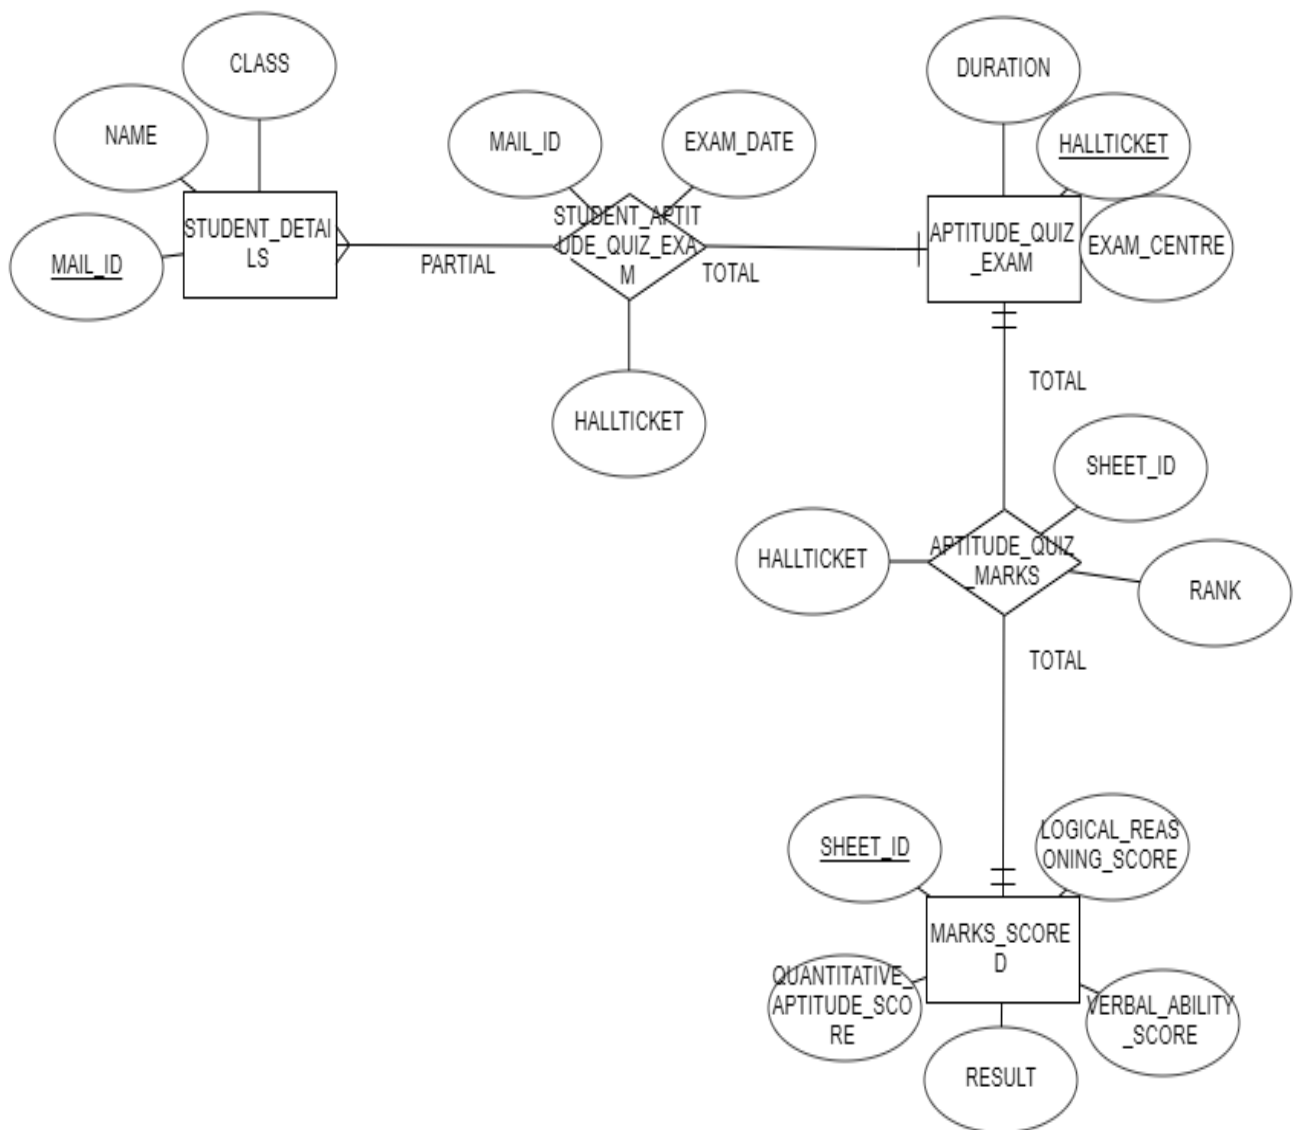 CLASS
DURATION
NAME
MAIL_ID
EXAM_DATE
HALLTICKET
STUDENT_DETAI
LS
MAIL_ID
PARTIAL
STUDENT_APTIT
UDE_QUIZ_EXA
M
TOTAL
APTITUDE_QUIZ
_EXAM
EXAM_CENTRE
HALLTICKET
TOTAL
SHEET_ID
HALLTICKET
APTITUDE_QUIZ
_MARKS
RANK
TOTAL
SHEET_ID
LOGICAL_REAS
ONING_SCORE
MARKS_SCORE
D
QUANTITATIVE_
APTITUDE_SCO
RE
VERBAL_ABILITY
_SCORE
RESULT